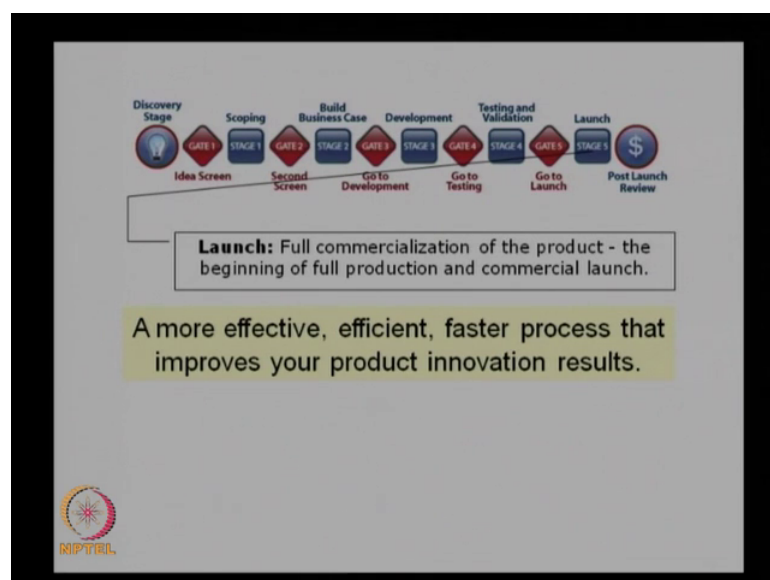 Discovery
Stage
Scoping
Build
Business Case
Development
Testing and
Validation
Launch
GATE 1
STAGE 1
GATE 2
STAGE 2
GATE 3
STAGE 3
GATE 4
STAGE 4
GATE 5
STAGE 5
$
Idea Screen
Second
Screen
Go to
Development
Go to
Testing
Go to
Launch
Post Launch
Review
Launch: Full commercialization of the product - the
beginning of full production and commercial launch.
A more effective, efficient, faster process that
improves your product innovation results.
NPTEL